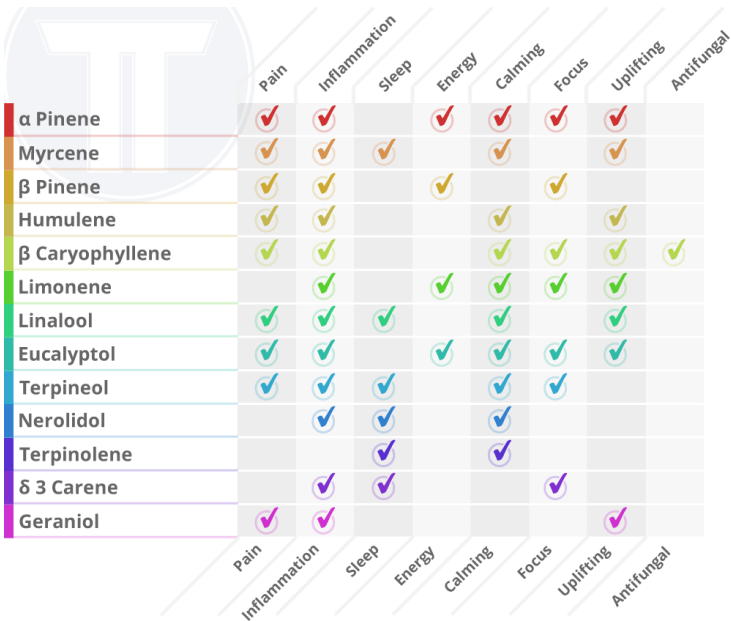 Pain
Inflammation
Sleep
Energy
Calming
Focus
Uplifting
Antifungal
α Pinene
Myrcene
β Pinene
Humulene
β Caryophyllene
Limonene
Linalool
Eucalyptol
Terpineol
Nerolidol
Terpinolene
δ 3 Carene
Geraniol
Pain
Inflammation
Sleep
Energy
Calming
Focus
Uplifting
Antifungal